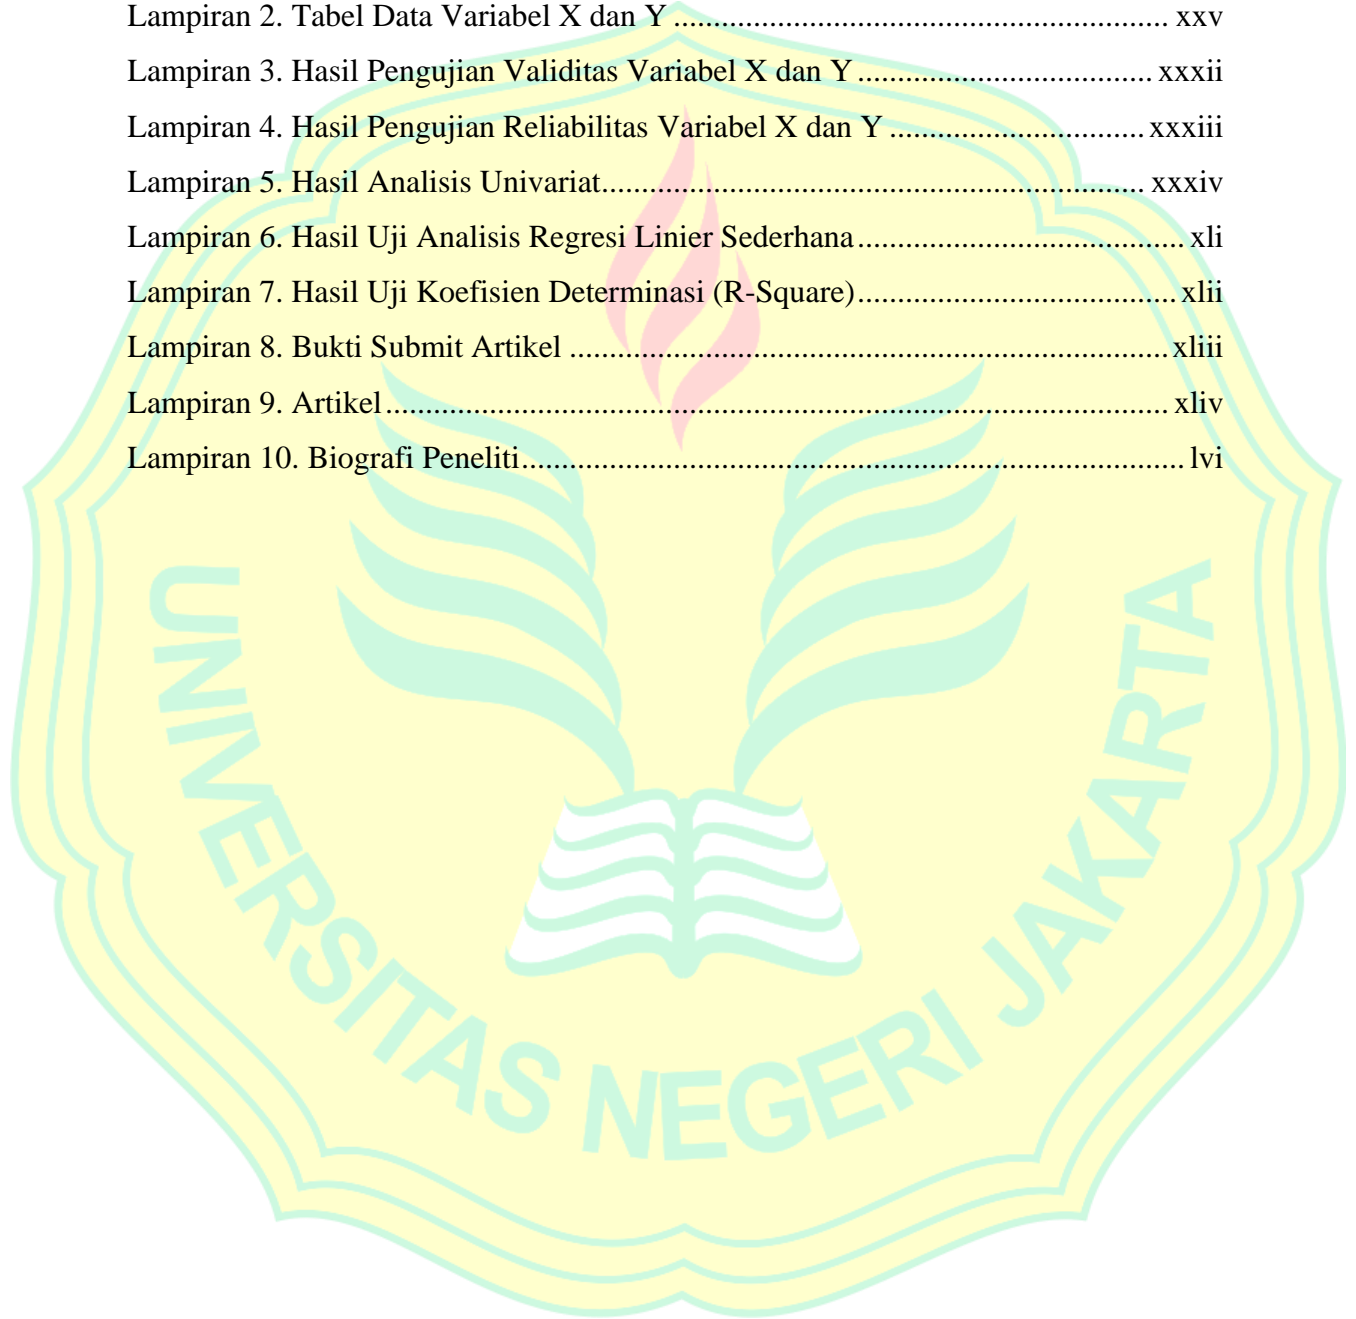 Lampiran 2. Tabel Data Variabel X dan Y ............................................................. xxv
Lampiran 3. Hasil Pengujian Validitas Variabel X dan Y .................................... xxxii
Lampiran 4. Hasil Pengujian Reliabilitas Variabel X dan Y ............................... xxxiii
Lampiran 5. Hasil Analisis Univariat.................................................................. xxxiv
Lampiran 6. Hasil Uji Analisis Regresi Linier Sederhana........................................ xli
Lampiran 7. Hasil Uji Koefisien Determinasi (R-Square)....................................... xlii
Lampiran 8. Bukti Submit Artikel ......................................................................... xliii
Lampiran 9. Artikel ............................................................................................... xliv
Lampiran 10. Biografi Peneliti................................................................................. lvi
UNIVERSITAS NEGERI JAKARTA